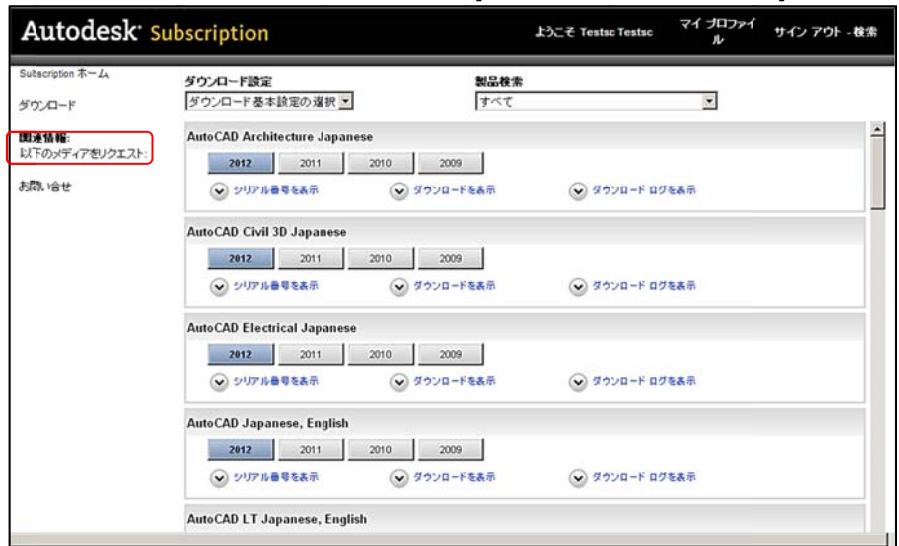 Autodesk® Subscription
ようこそ Testsc Testsc
マイ プロファイ
ル
サイン アウト - 検索
Subscription ホーム
ダウンロード
関連情報:
以下のメディアをリクエスト:
お問い合せ
ダウンロード設定
ダウンロード基本設定の選択
製品検索
すべて
AutoCAD Architecture Japanese
2012 2011 2010 2009
シリアル番号を表示 ダウンロードを表示 ダウンロード ログを表示
AutoCAD Civil 3D Japanese
2012 2011 2010 2009
シリアル番号を表示 ダウンロードを表示 ダウンロード ログを表示
AutoCAD Electrical Japanese
2012 2011 2010 2009
シリアル番号を表示 ダウンロードを表示 ダウンロード ログを表示
AutoCAD Japanese, English
2012 2011 2010 2009
シリアル番号を表示 ダウンロードを表示 ダウンロード ログを表示
AutoCAD LT Japanese, English